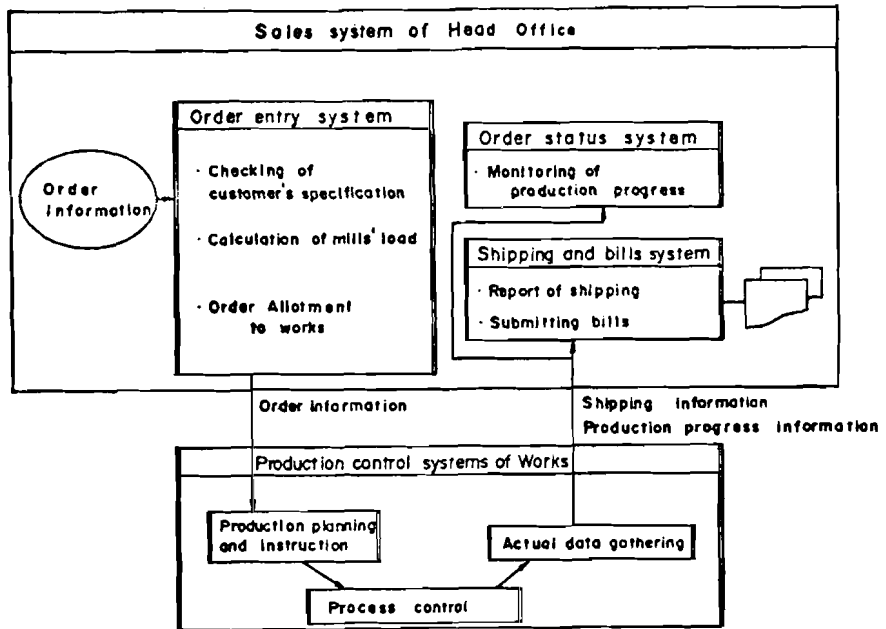 Sales system of Head Office
Order entry system
· Checking of
customer's specification
· Calculation of mills' load
· Order Allotment
to works
Order
information
Order status system
· Monitoring of
production progress
Shipping and bills system
· Report of shipping
· Submitting bills
Order information
Shipping information
Production progress information
Production control systems of Works
Production planning
and instruction
Actual data gathering
Process control